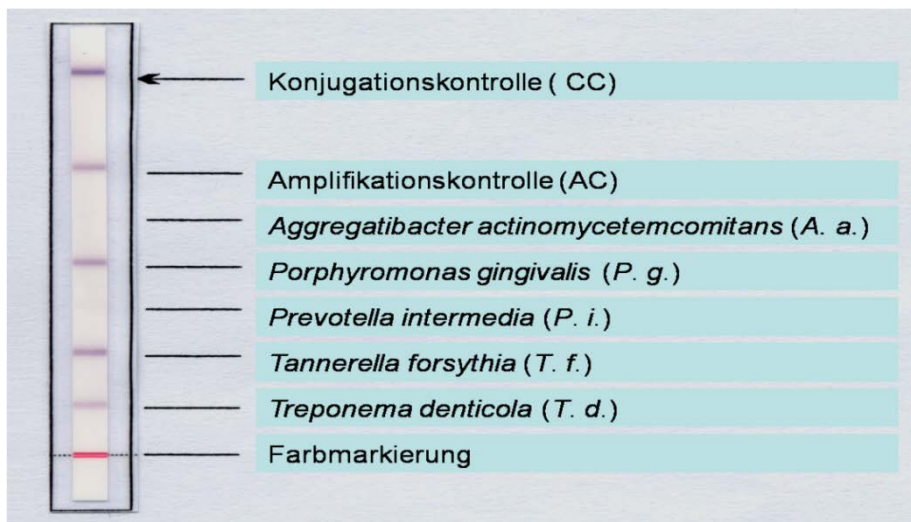 Konjugationskontrolle ( CC)
Amplifikationskontrolle (AC)
Aggregatibacter actinomycetemcomitans (A. a.)
Porphyromonas gingivalis (P. g.)
Prevotella intermedia (P. i.)
Tannerella forsythia (T. f.)
Treponema denticola (T. d.)
Farbmarkierung